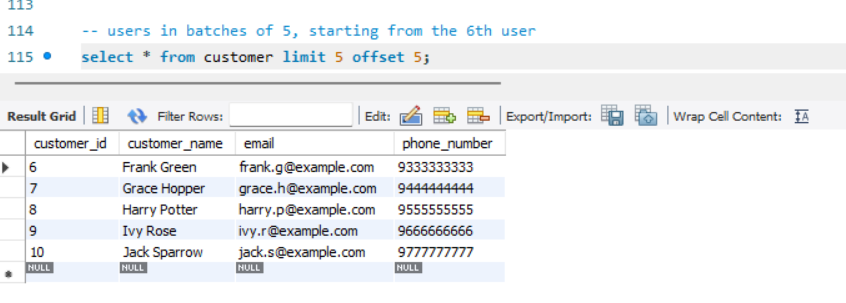 113
114 -- users in batches of 5, starting from the 6th user
115 select * from customer limit 5 offset 5;
Result Grid Filter Rows: Edit: Export/Import: Wrap Cell Content: IA
customer_id customer_name email phone_number
6 Frank Green frank.g@example.com 9333333333
7 Grace Hopper grace.h@example.com 9444444444
8 Harry Potter harry.p@example.com 9555555555
9 Ivy Rose ivy.r@example.com 9666666666
10 Jack Sparrow jack.s@example.com 9777777777
NULL NULL NULL NULL